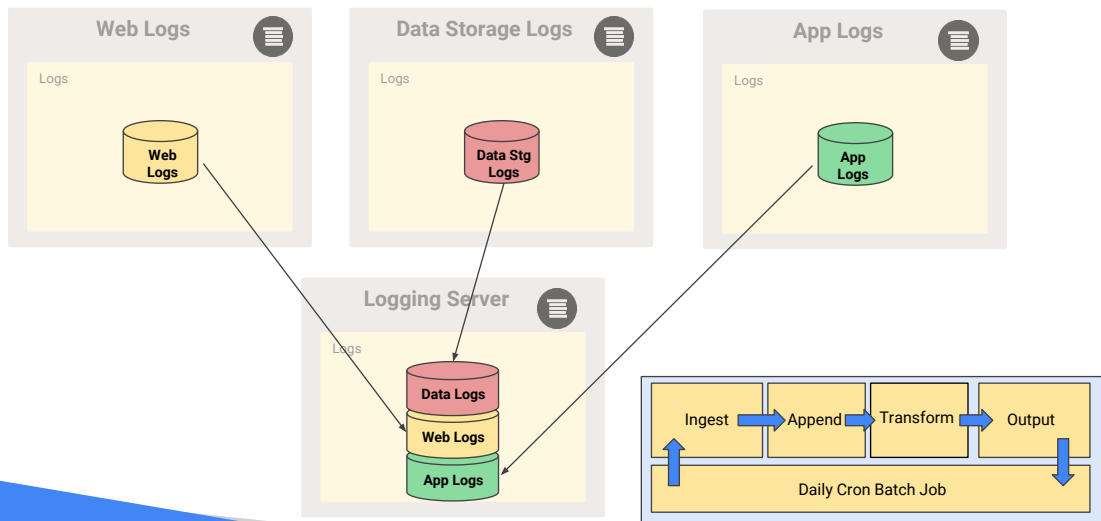 Web Logs
Data Storage Logs
App Logs
Logs
Logs
Logs
Web
Logs
Data Stg
Logs
App
Logs
Logging Server
Logs
Data Logs
Web Logs
App Logs
Ingest
Append
Transform
Output
Daily Cron Batch Job